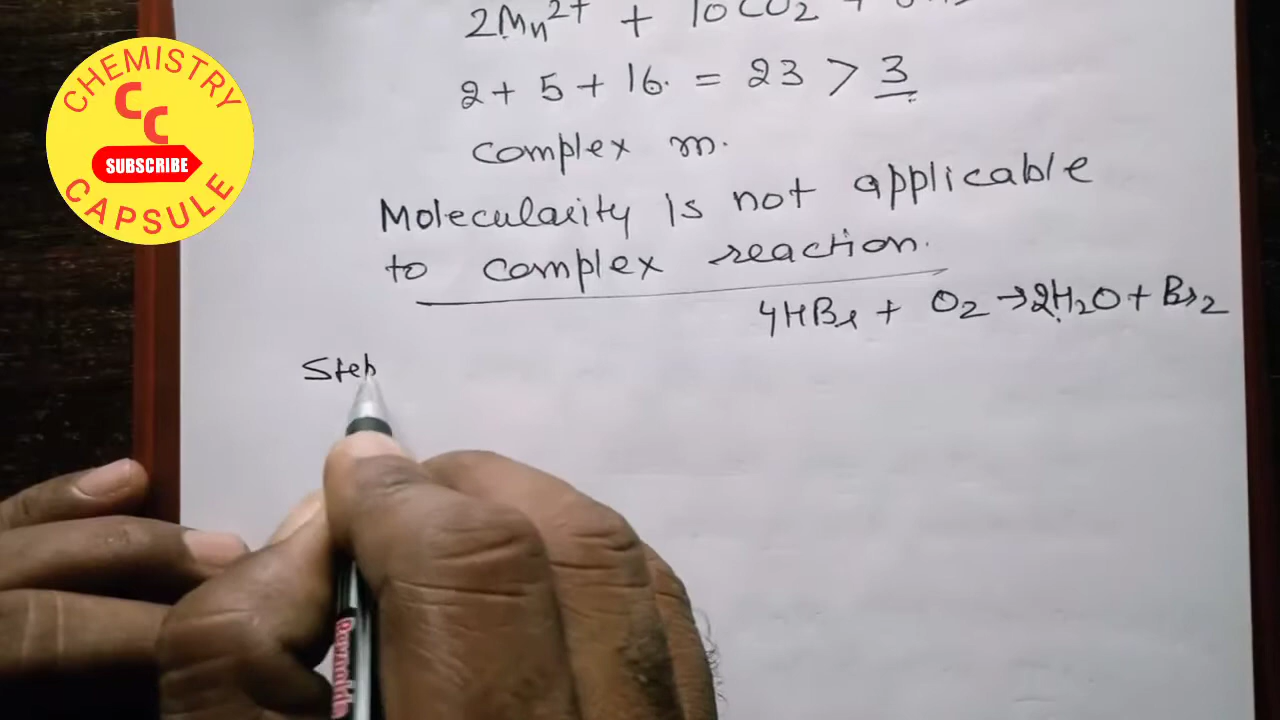 CHEMISTRY
CC
SUBSCRIBE
CAPSULE
2Mn²⁺ + 10CO₂ +
2 + 5 + 16. = 23 > 3
complex m.
Molecularity is not applicable
to complex reaction.
4HBr + O₂ → 2H₂O + Br₂
Step
Reynolds